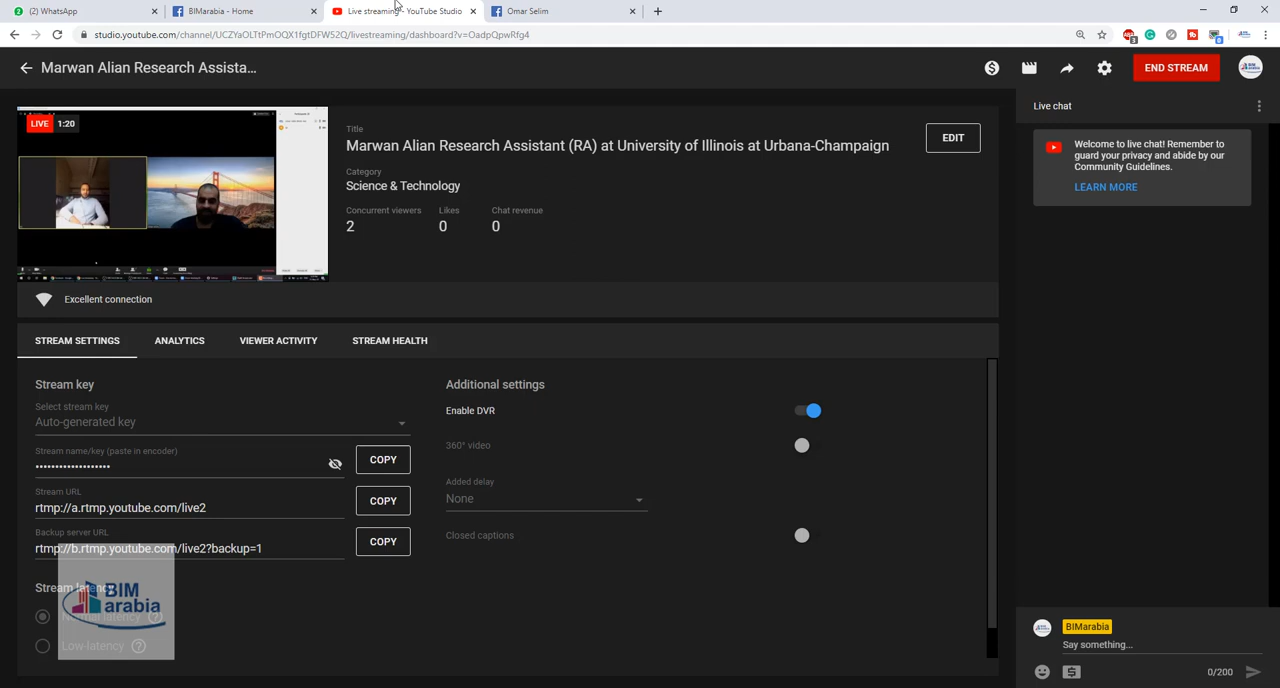 (2) WhatsApp
BIMarabia - Home
Live streaming - YouTube Studio
Omar Selim
studio.youtube.com/channel/UCZYaOLTtPmOQX1fgtDFW52Q/livestreaming/dashboard?v=OadpQpwRfg4
Marwan Alian Research Assista...
END STREAM
LIVE 1:20
Title
Marwan Alian Research Assistant (RA) at University of Illinois at Urbana-Champaign
EDIT
Category
Science & Technology
Concurrent viewers Likes Chat revenue
2 0 0
Excellent connection
STREAM SETTINGS ANALYTICS VIEWER ACTIVITY STREAM HEALTH
Stream key
Select stream key
Auto-generated key
Stream name/key (paste in encoder)
•••••••••••••••••••
COPY
Stream URL
rtmp://a.rtmp.youtube.com/live2
COPY
Backup server URL
rtmp://b.rtmp.youtube.com/live2?backup=1
COPY
Stream latency
Normal latency
Low-latency
BIM
arabia
Additional settings
Enable DVR
360° video
Added delay
None
Closed captions
Live chat
Welcome to live chat! Remember to
guard your privacy and abide by our
Community Guidelines.
LEARN MORE
BIMarabia
Say something...
0/200